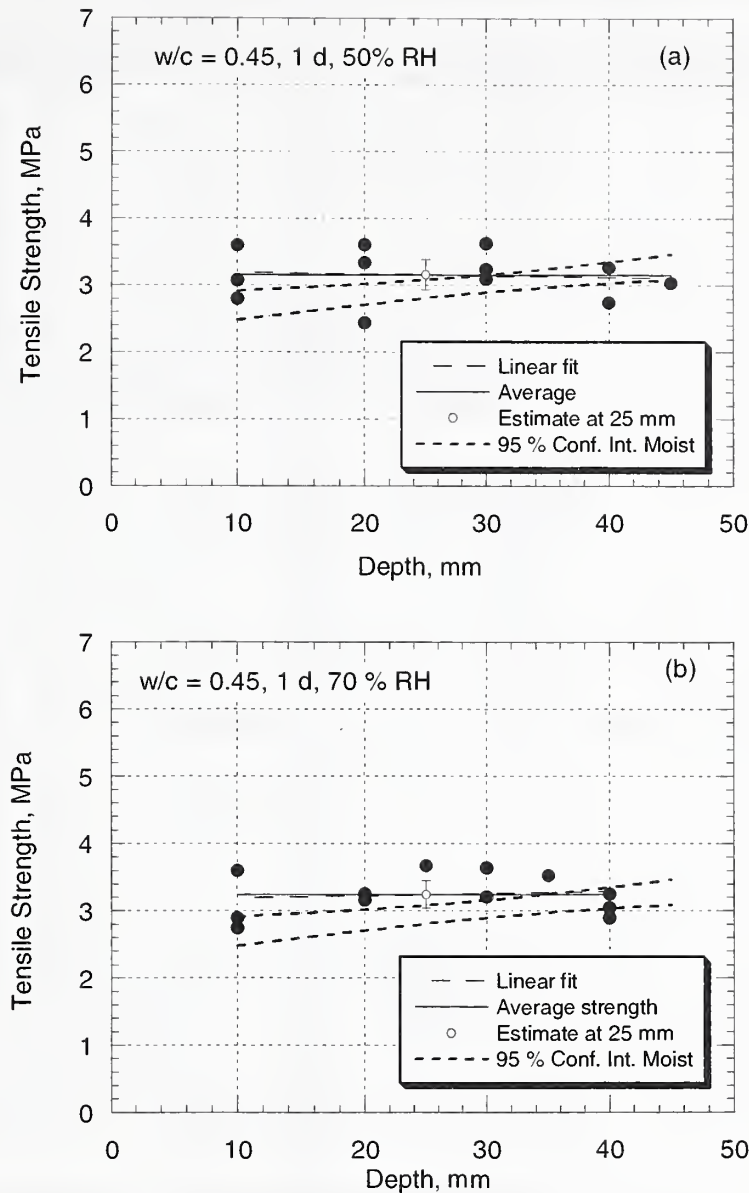 w/c = 0.45, 1 d, 50% RH
(a)
Tensile Strength, MPa
7
6
5
4
3
2
1
0
Linear fit
Average
Estimate at 25 mm
95 % Conf. Int. Moist
0 10 20 30 40 50
Depth, mm
w/c = 0.45, 1 d, 70 % RH
(b)
Tensile Strength, MPa
7
6
5
4
3
2
1
0
Linear fit
Average strength
Estimate at 25 mm
95 % Conf. Int. Moist
0 10 20 30 40 50
Depth, mm